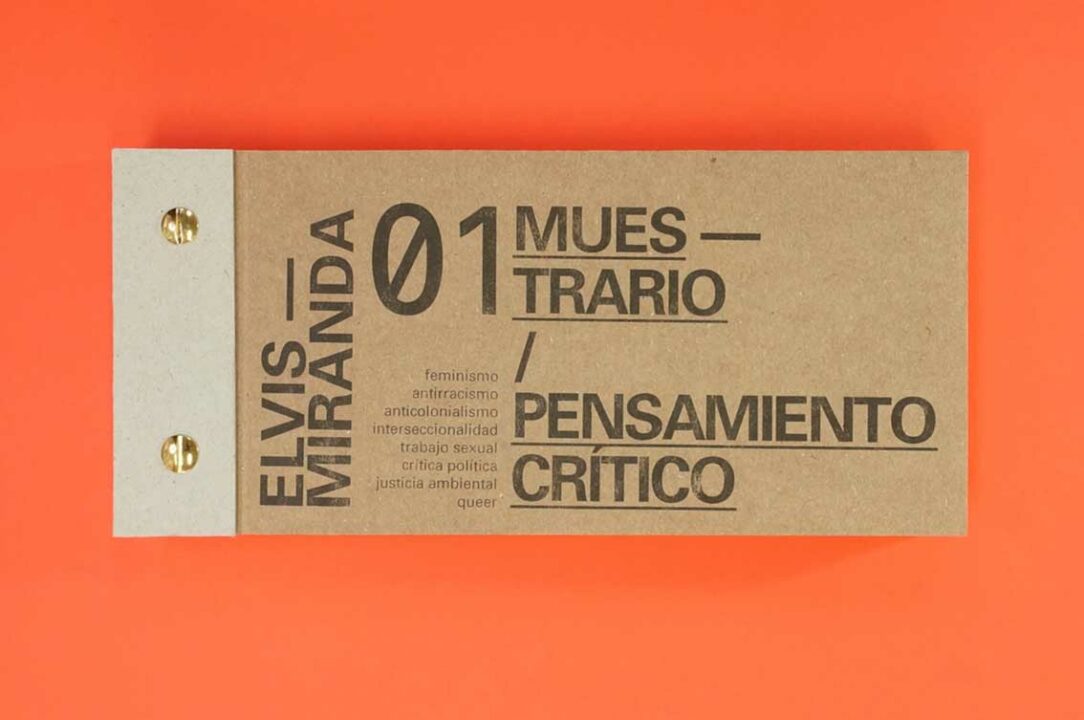 ELVIS —
MIRANDA
01
MUES —
TRARIO
/
PENSAMIENTO
CRÍTICO
feminismo
antirracismo
anticolonialismo
interseccionalidad
trabajo sexual
crítica política
justicia ambiental
queer